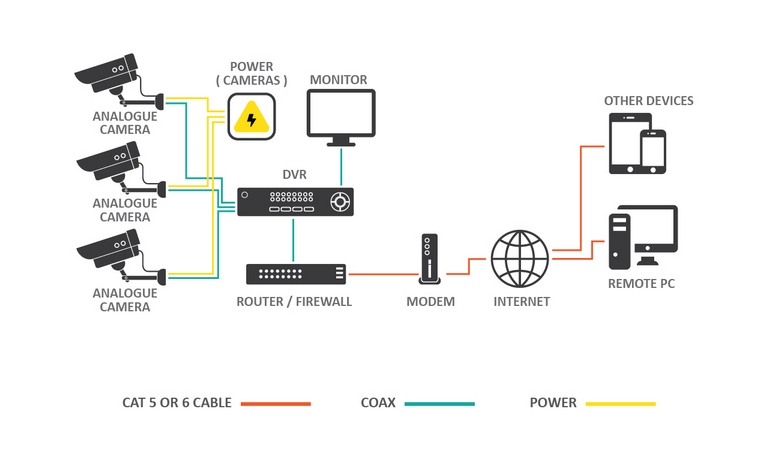 POWER
( CAMERAS )
MONITOR
OTHER DEVICES
ANALOGUE
CAMERA
DVR
ANALOGUE
CAMERA
ANALOGUE
CAMERA
ROUTER / FIREWALL
MODEM
INTERNET
REMOTE PC
CAT 5 OR 6 CABLE
COAX
POWER